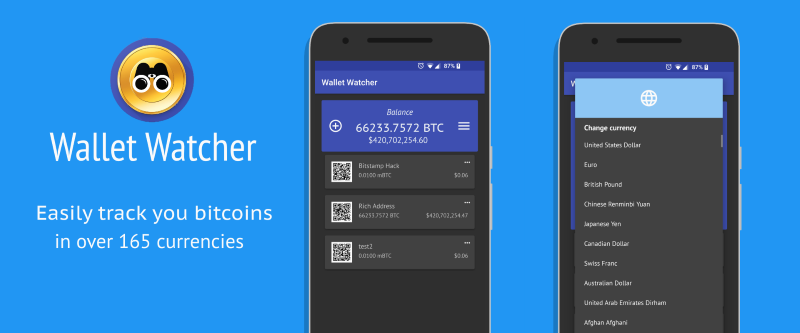 Wallet Watcher
Easily track you bitcoins
in over 165 currencies
87%
Wallet Watcher
Balance
66233.7572 BTC
$420,702,254.60
Bitstamp Hack
0.0100 mBTC $0.06
Rich Address
66233.7572 BTC $420,702,254.47
test2
0.0100 mBTC $0.06
87%
W
Change currency
United States Dollar
Euro
British Pound
Chinese Renminbi Yuan
Japanese Yen
Canadian Dollar
Swiss Franc
Australian Dollar
United Arab Emirates Dirham
Afghan Afghani